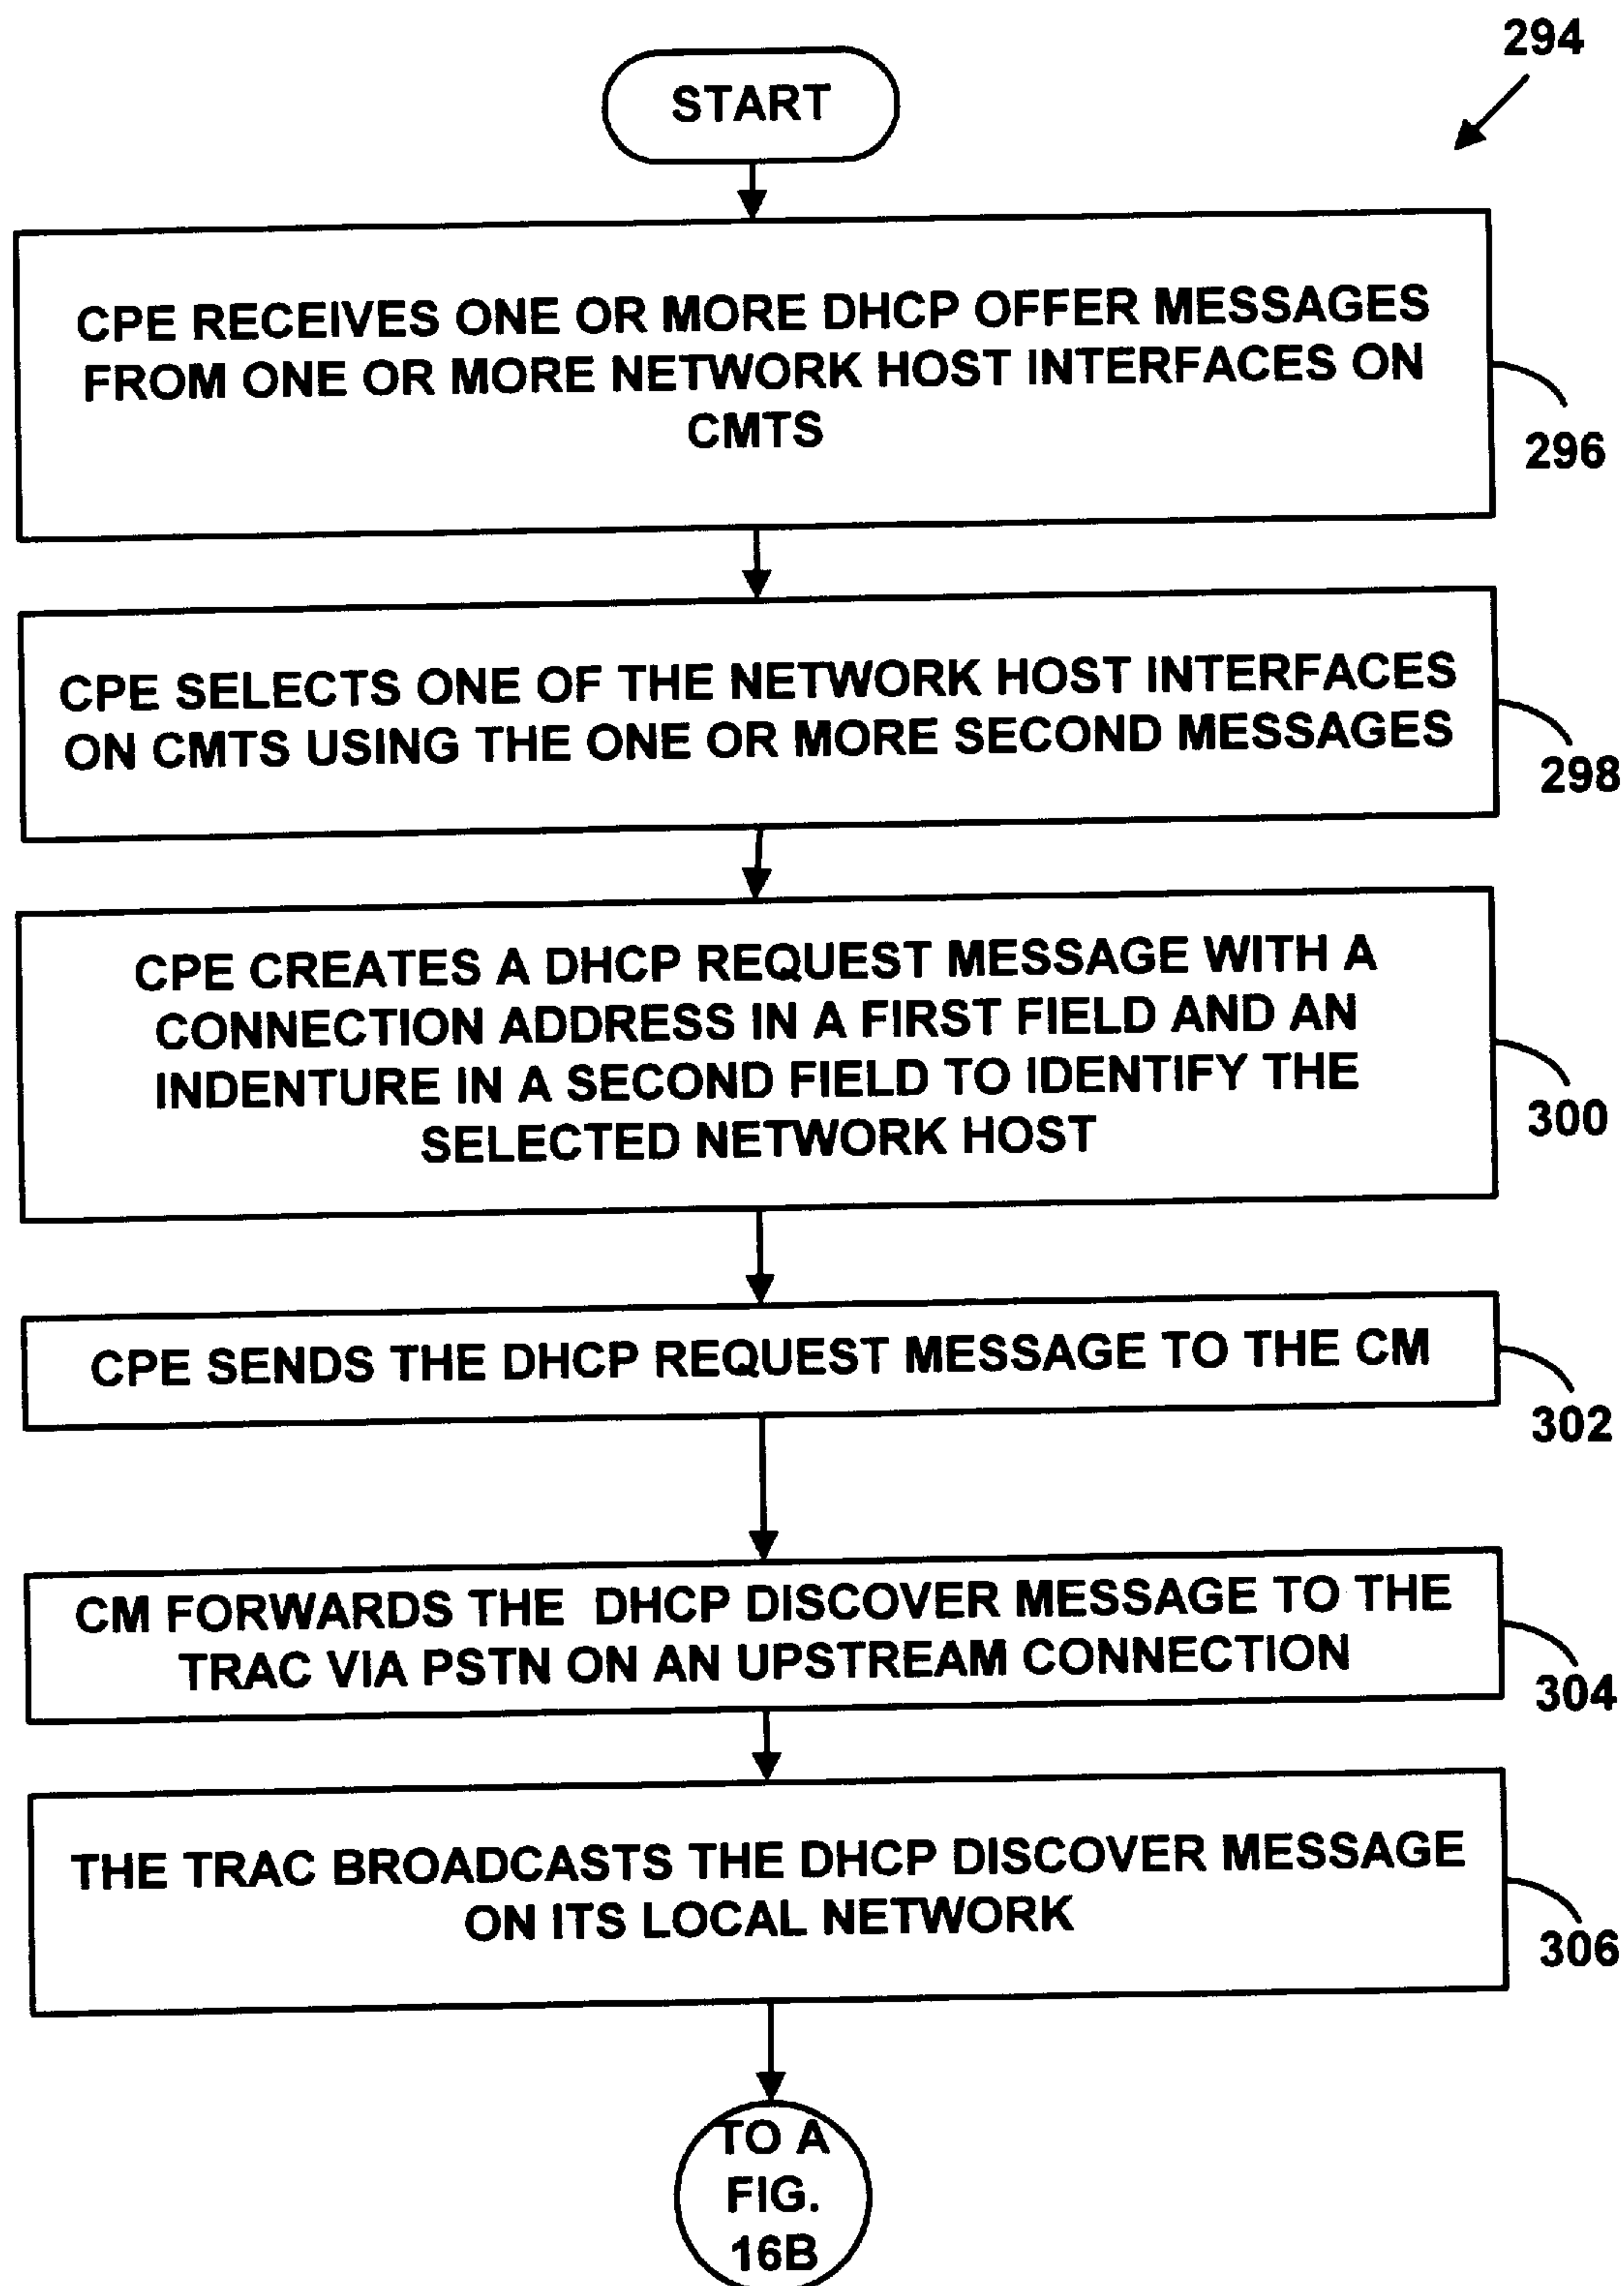 294
START
CPE RECEIVES ONE OR MORE DHCP OFFER MESSAGES
FROM ONE OR MORE NETWORK HOST INTERFACES ON
CMTS
296
CPE SELECTS ONE OF THE NETWORK HOST INTERFACES
ON CMTS USING THE ONE OR MORE SECOND MESSAGES
298
CPE CREATES A DHCP REQUEST MESSAGE WITH A
CONNECTION ADDRESS IN A FIRST FIELD AND AN
INDENTURE IN A SECOND FIELD TO IDENTIFY THE
SELECTED NETWORK HOST
300
CPE SENDS THE DHCP REQUEST MESSAGE TO THE CM
302
CM FORWARDS THE DHCP DISCOVER MESSAGE TO THE
TRAC VIA PSTN ON AN UPSTREAM CONNECTION
304
THE TRAC BROADCASTS THE DHCP DISCOVER MESSAGE
ON ITS LOCAL NETWORK
306
TO A
FIG.
16B